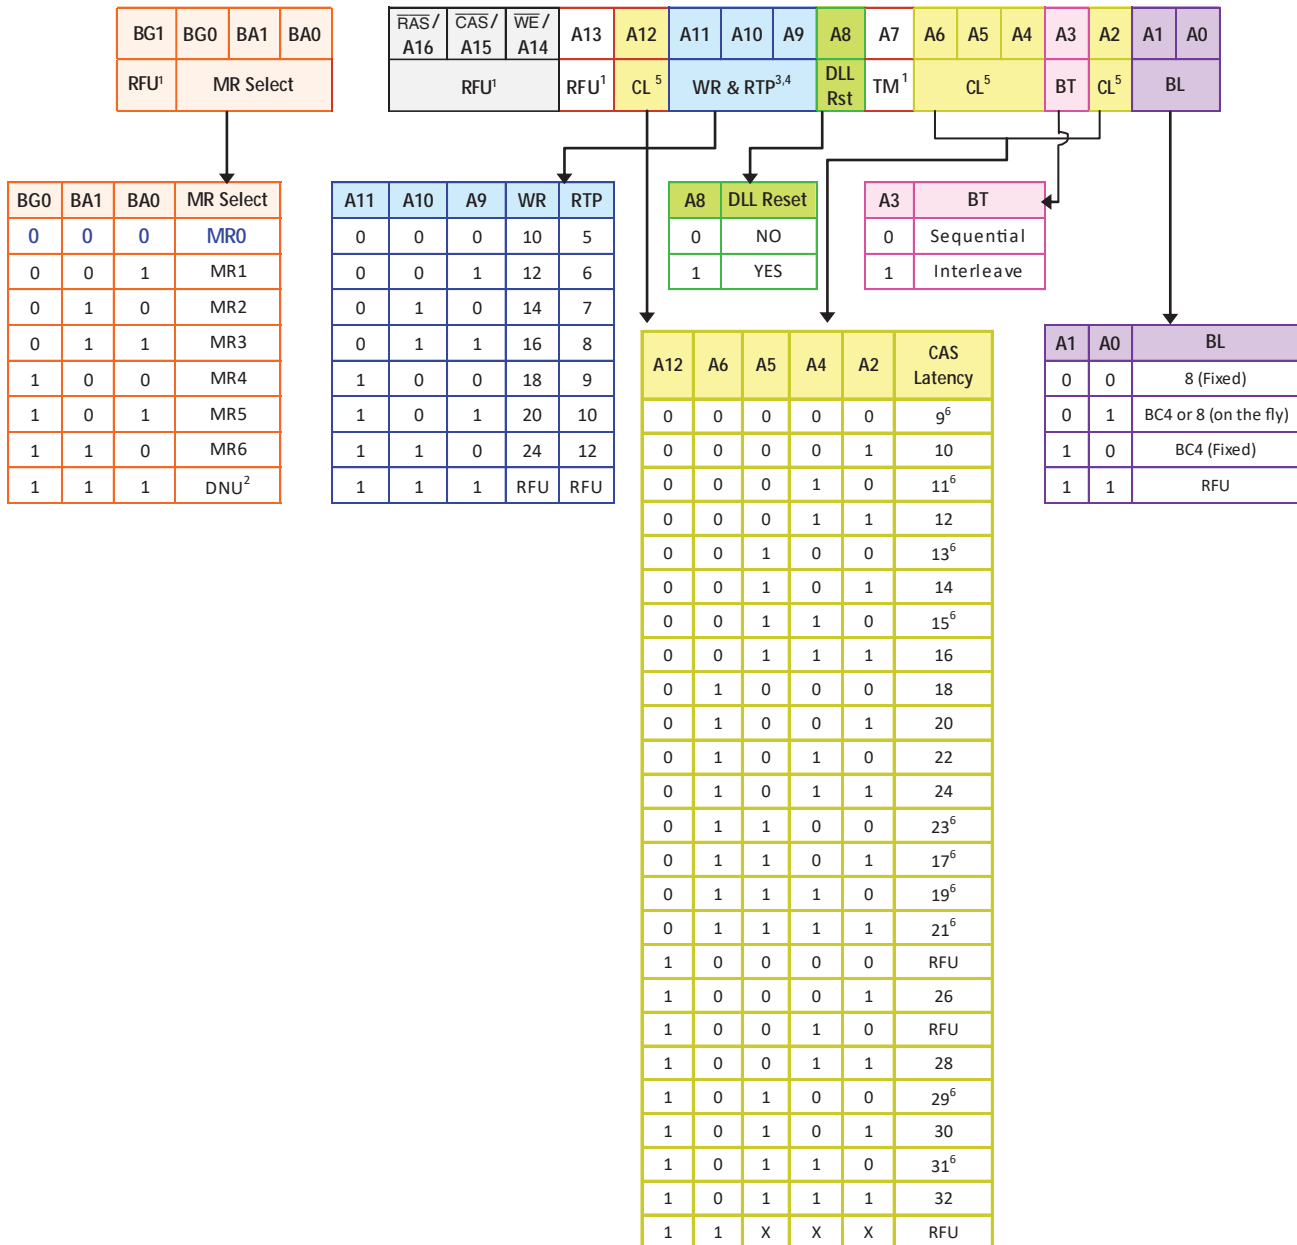 BG1 BG0 BA1 BA0
RFU¹ MR Select
RAS/ A16 CAS/ A15 WE/ A14 A13 A12 A11 A10 A9 A8 A7 A6 A5 A4 A3 A2 A1 A0
RFU¹ RFU¹ CL⁵ WR & RTP³,⁴ DLL Rst TM¹ CL⁵ BT CL⁵ BL
BG0 BA1 BA0 MR Select
0 0 0 MR0
0 0 1 MR1
0 1 0 MR2
0 1 1 MR3
1 0 0 MR4
1 0 1 MR5
1 1 0 MR6
1 1 1 DNU²
A11 A10 A9 WR RTP
0 0 0 10 5
0 0 1 12 6
0 1 0 14 7
0 1 1 16 8
1 0 0 18 9
1 0 1 20 10
1 1 0 24 12
1 1 1 RFU RFU
A8 DLL Reset
0 NO
1 YES
A3 BT
0 Sequential
1 Interleave
A12 A6 A5 A4 A2 CAS Latency
0 0 0 0 0 9⁶
0 0 0 0 1 10
0 0 0 1 0 11⁶
0 0 0 1 1 12
0 0 1 0 0 13⁶
0 0 1 0 1 14
0 0 1 1 0 15⁶
0 0 1 1 1 16
0 1 0 0 0 18
0 1 0 0 1 20
0 1 0 1 0 22
0 1 0 1 1 24
0 1 1 0 0 23⁶
0 1 1 0 1 17⁶
0 1 1 1 0 19⁶
0 1 1 1 1 21⁶
1 0 0 0 0 RFU
1 0 0 0 1 26
1 0 0 1 0 RFU
1 0 0 1 1 28
1 0 1 0 0 29⁶
1 0 1 0 1 30
1 0 1 1 0 31⁶
1 0 1 1 1 32
1 1 X X X RFU
A1 A0 BL
0 0 8 (Fixed)
0 1 BC4 or 8 (on the fly)
1 0 BC4 (Fixed)
1 1 RFU